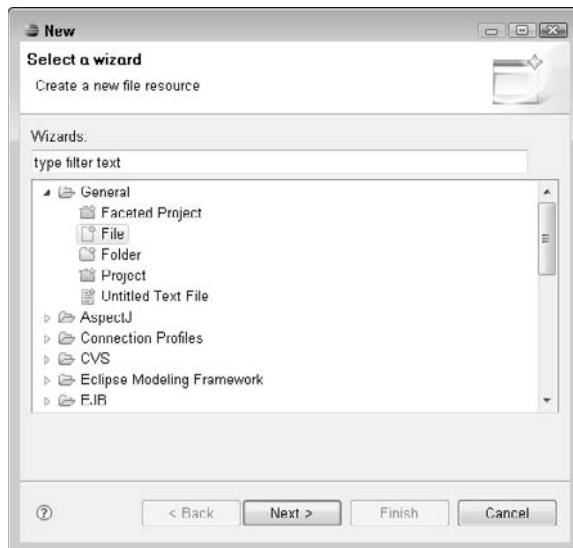 New
Select a wizard
Create a new file resource
Wizards:
type filter text
General
Faceted Project
File
Folder
Project
Untitled Text File
AspectJ
Connection Profiles
CVS
Eclipse Modeling Framework
EJB
? < Back Next > Finish Cancel